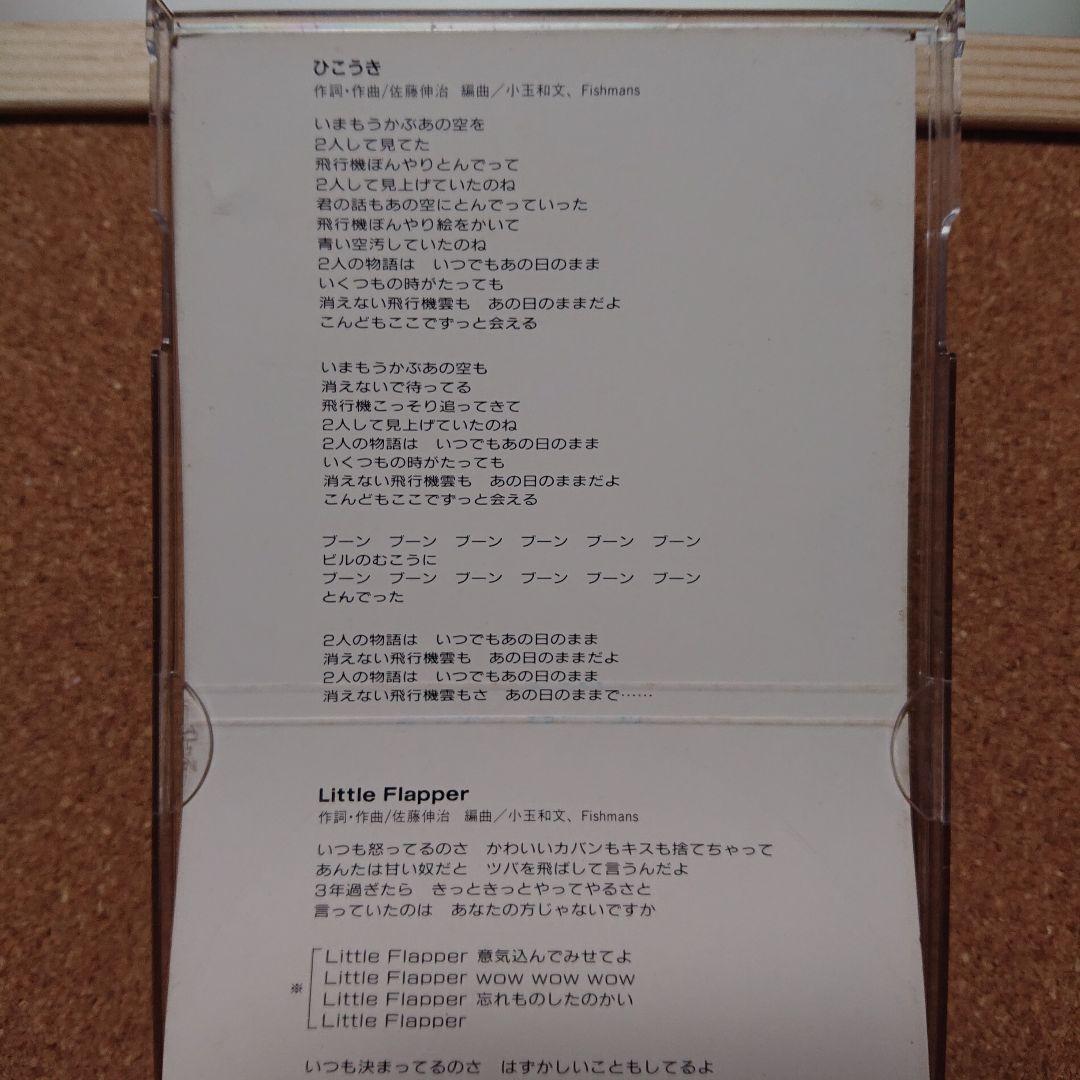 ひこうき
作詞・作曲/佐藤伸治 編曲／小玉和文、Fishmans
いまもうかぶあの空を
2人して見てた
飛行機ぼんやりとんでって
2人して見上げていたのね
君の話もあの空にとんでっていった
飛行機ぼんやり絵をかいて
青い空汚していたのね
2人の物語は　いつでもあの日のまま
いくつもの時がたっても
消えない飛行機雲も　あの日のままだよ
こんどもここでずっと会える
いまもうかぶあの空も
消えないで待ってる
飛行機こっそり追ってきて
2人して見上げていたのね
2人の物語は　いつでもあの日のまま
いくつもの時がたっても
消えない飛行機雲も　あの日のままだよ
こんどもここでずっと会える
ブーン　ブーン　ブーン　ブーン　ブーン　ブーン
ビルのむこうに
ブーン　ブーン　ブーン　ブーン　ブーン　ブーン
とんでった
2人の物語は　いつでもあの日のまま
消えない飛行機雲も　あの日のままだよ
2人の物語は　いつでもあの日のまま
消えない飛行機雲もさ　あの日のままで……
Little Flapper
作詞・作曲/佐藤伸治 編曲／小玉和文、Fishmans
いつも怒ってるのさ　かわいいカバンもキスも捨てちゃって
あんたは甘い奴だと　ツバを飛ばして言うんだよ
3年過ぎたら　きっときっとやってやるさと
言っていたのは　あなたの方じゃないですか
Little Flapper 意気込んでみせてよ
※ Little Flapper wow wow wow
Little Flapper 忘れものしたのかい
Little Flapper
いつも決まってるのさ　はずかしいこともしてるよ